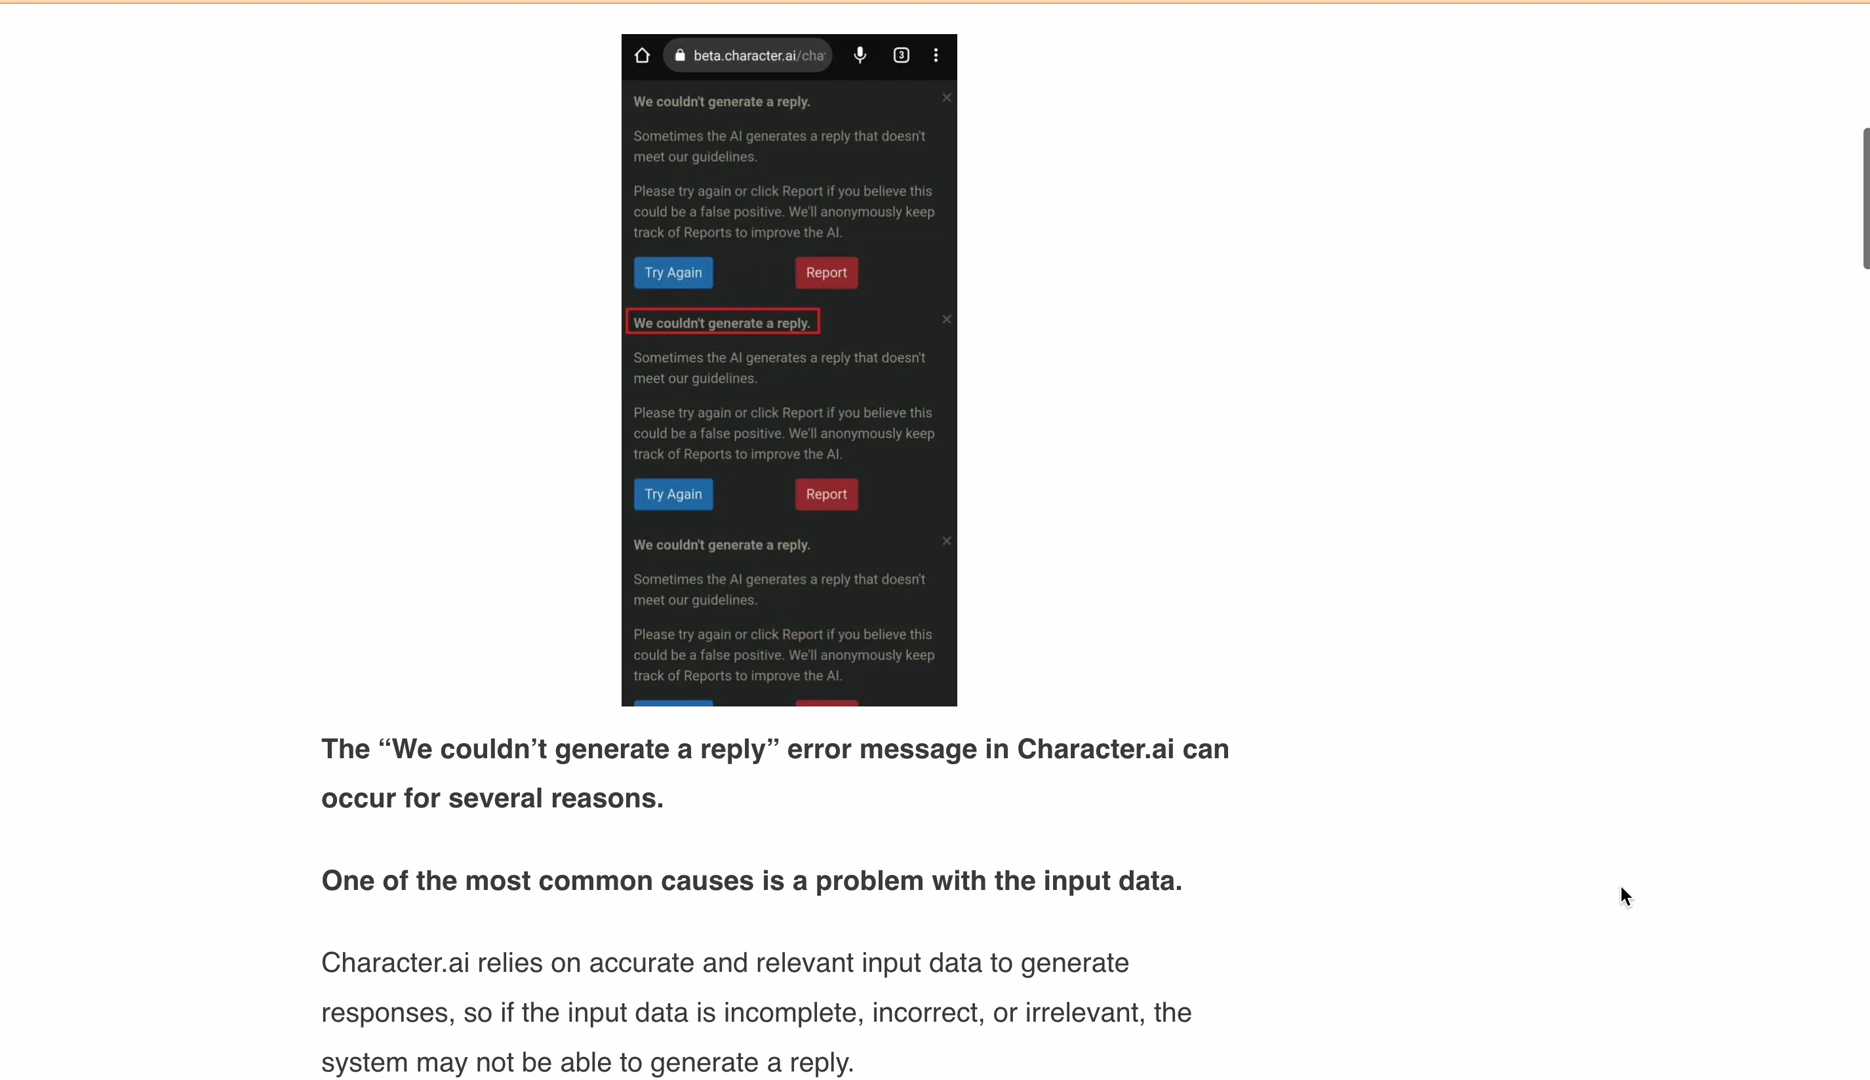 beta.character.ai/cha
3
We couldn't generate a reply.
Sometimes the AI generates a reply that doesn't
meet our guidelines.
Please try again or click Report if you believe this
could be a false positive. We'll anonymously keep
track of Reports to improve the AI.
Try Again Report
We couldn't generate a reply.
Sometimes the AI generates a reply that doesn't
meet our guidelines.
Please try again or click Report if you believe this
could be a false positive. We'll anonymously keep
track of Reports to improve the AI.
Try Again Report
We couldn't generate a reply.
Sometimes the AI generates a reply that doesn't
meet our guidelines.
Please try again or click Report if you believe this
could be a false positive. We'll anonymously keep
track of Reports to improve the AI.
The “We couldn’t generate a reply” error message in Character.ai can
occur for several reasons.
One of the most common causes is a problem with the input data.
Character.ai relies on accurate and relevant input data to generate
responses, so if the input data is incomplete, incorrect, or irrelevant, the
system may not be able to generate a reply.